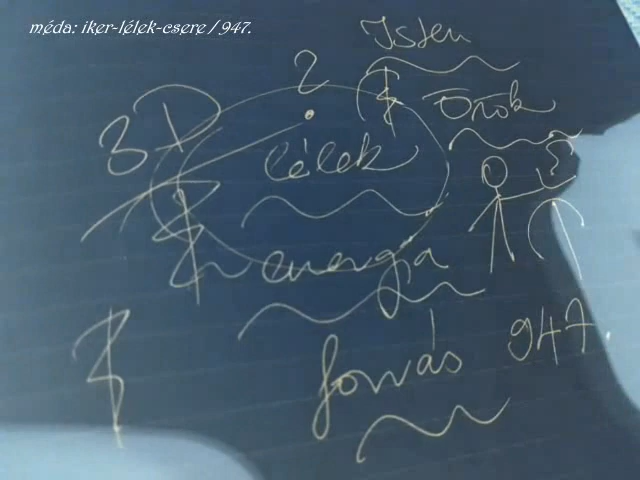 méda: iker-lélek-csere / 947.
Isten
2
Örök
3D
lélek
energia
forrás 947.